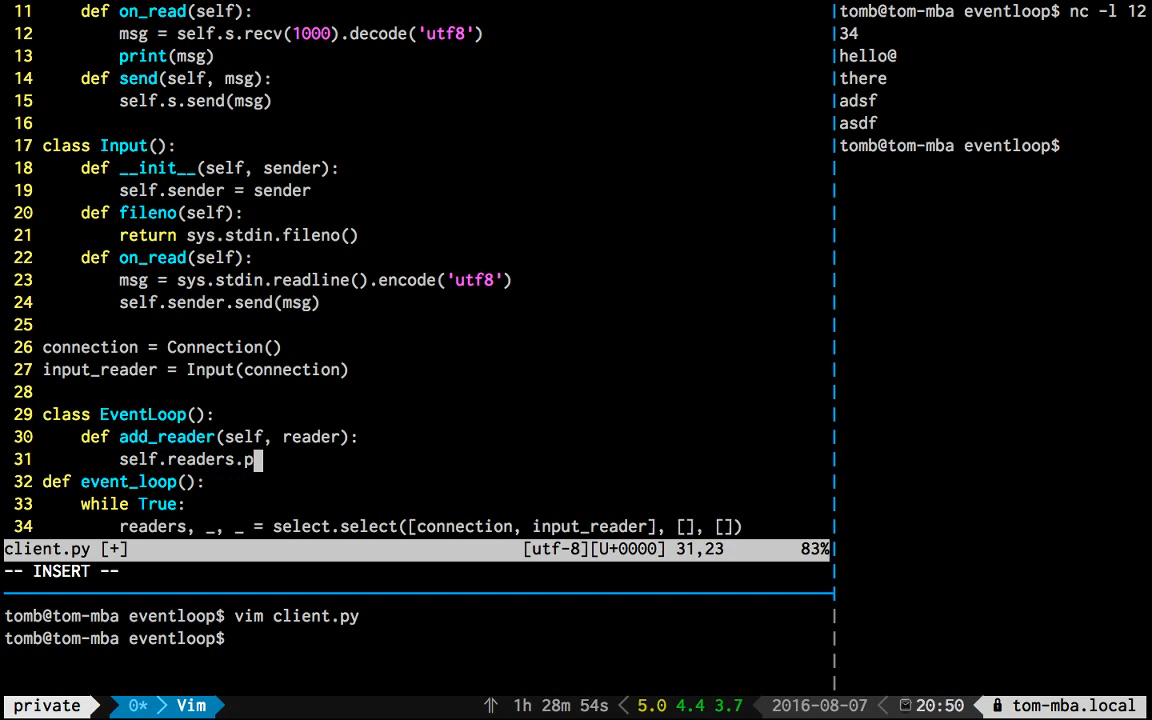 11     def on_read(self):
12         msg = self.s.recv(1000).decode('utf8')
13         print(msg)
14     def send(self, msg):
15         self.s.send(msg)
16
17 class Input():
18     def __init__(self, sender):
19         self.sender = sender
20     def fileno(self):
21         return sys.stdin.fileno()
22     def on_read(self):
23         msg = sys.stdin.readline().encode('utf8')
24         self.sender.send(msg)
25
26 connection = Connection()
27 input_reader = Input(connection)
28
29 class EventLoop():
30     def add_reader(self, reader):
31         self.readers.p
32 def event_loop():
33     while True:
34         readers, _, _ = select.select([connection, input_reader], [], [])
client.py [+] [utf-8][U+0000] 31,23 83%
-- INSERT --
tomb@tom-mba eventloop$ vim client.py
tomb@tom-mba eventloop$
tomb@tom-mba eventloop$ nc -l 12
34
hello@
there
adsf
asdf
tomb@tom-mba eventloop$
private 0* Vim 1h 28m 54s 5.0 4.4 3.7 2016-08-07 20:50 tom-mba.local